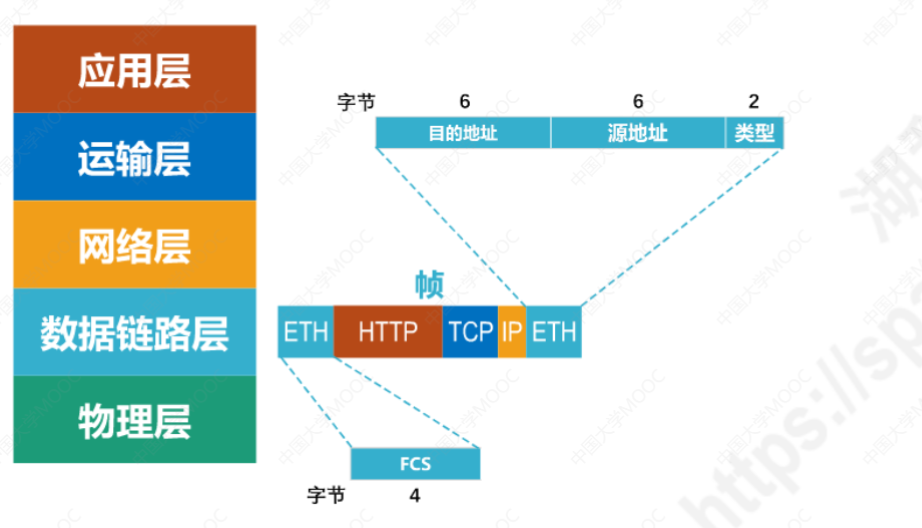 应用层
运输层
网络层
数据链路层
物理层
字节 6 6 2
目的地址 源地址 类型
帧
ETH HTTP TCP IP ETH
FCS
字节 4
中国大学MOOC
https://sp